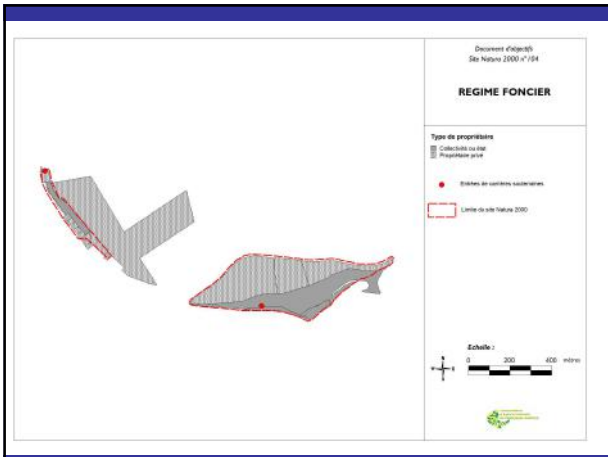 Document d'objectifs
Site Natura 2000 n°104
REGIME FONCIER
Type de propriétaire
Collectivité ou état
Propriétaire privé
Entrées de carrières souterraines
Limite du site Natura 2000
Echelle :
N
0 200 400 mètres